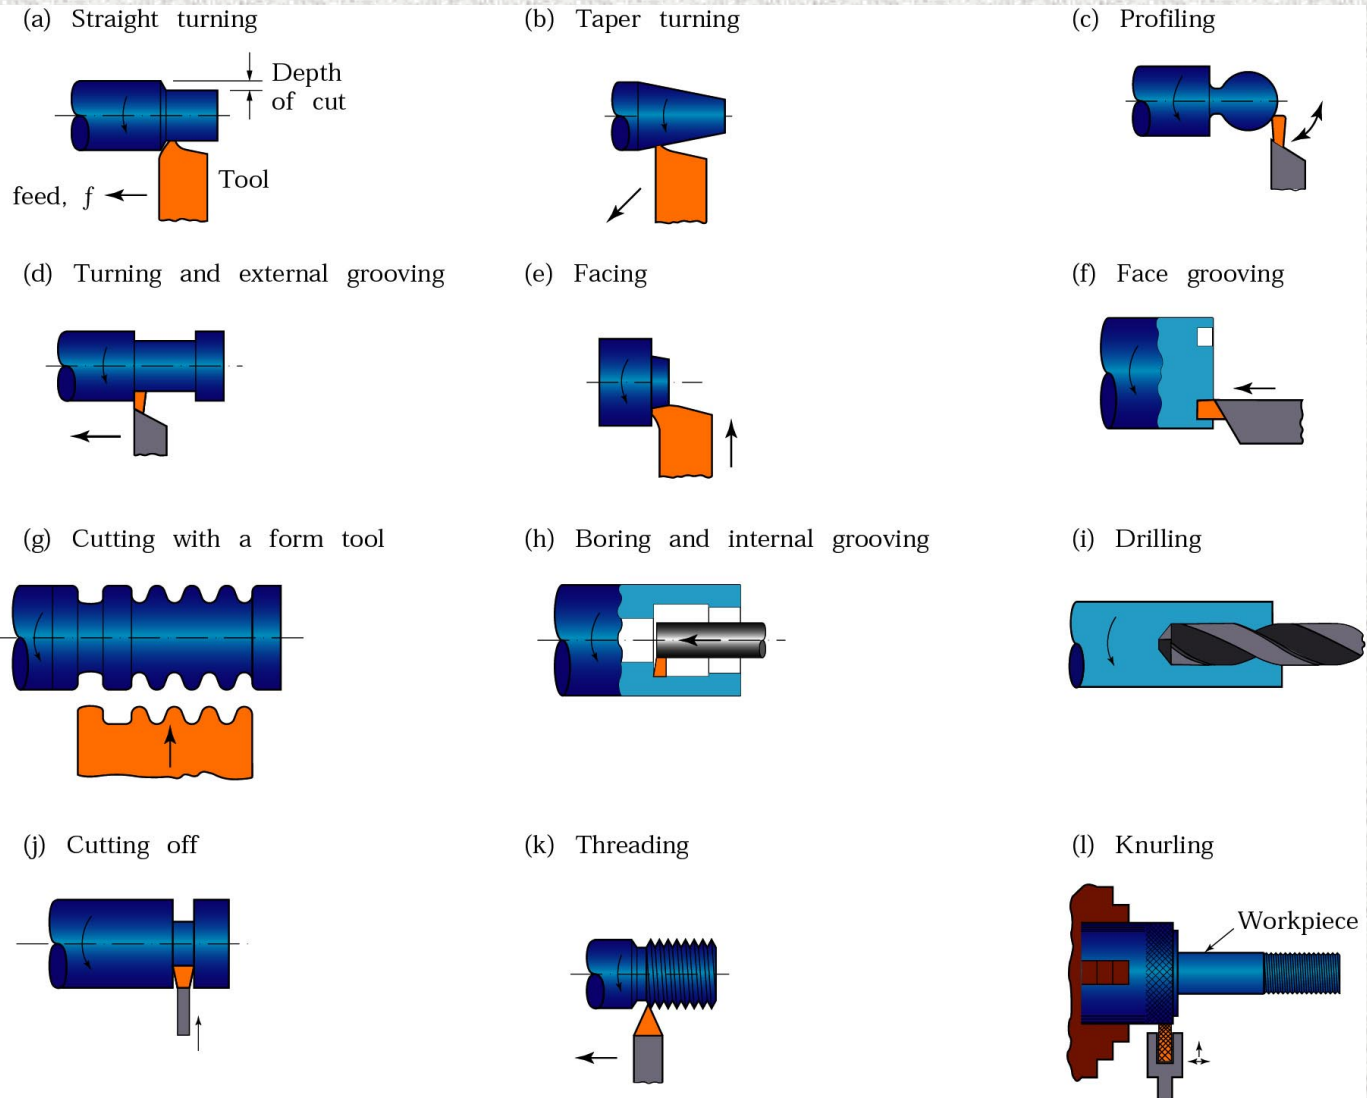 (a) Straight turning
(b) Taper turning
(c) Profiling
Depth
of cut
Tool
feed, f
(d) Turning and external grooving
(e) Facing
(f) Face grooving
(g) Cutting with a form tool
(h) Boring and internal grooving
(i) Drilling
(j) Cutting off
(k) Threading
(l) Knurling
Workpiece